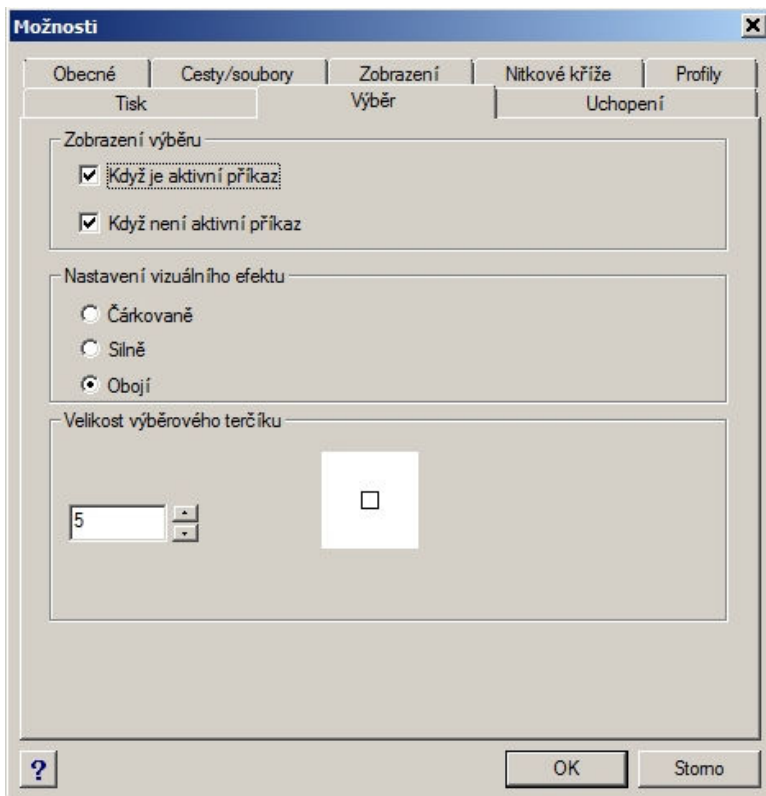 Možnosti
Obecné Cesty/soubory Zobrazení Nitkové kříže Profily
Tisk Výběr Uchopení
Zobrazení výběru
Když je aktivní příkaz
Když není aktivní příkaz
Nastavení vizuálního efektu
Čárkovaně
Silně
Obojí
Velikost výběrového terčíku
5
? OK Storno